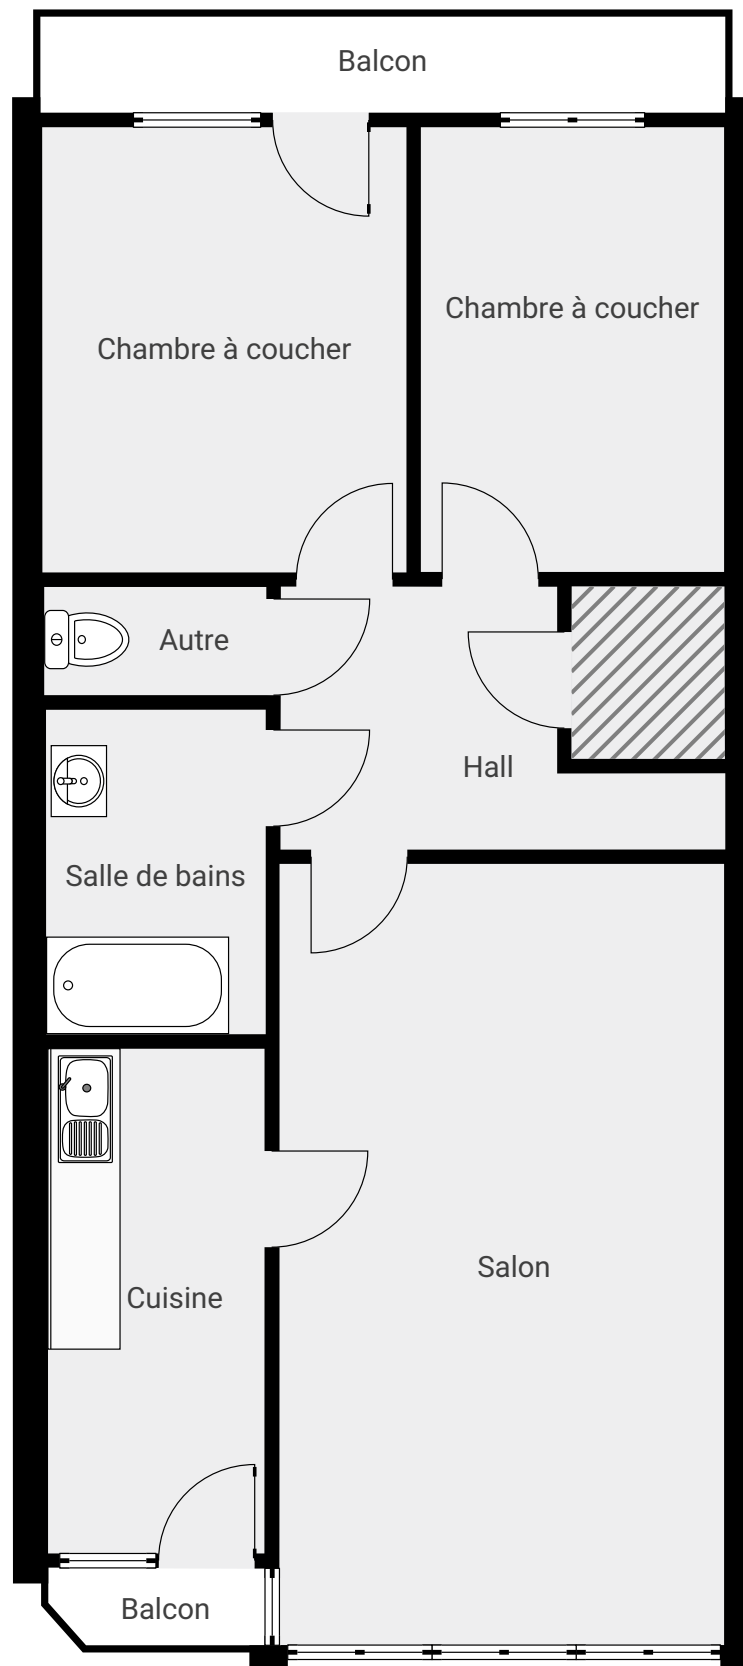 Balcon
Chambre à coucher
Chambre à coucher
Autre
Hall
Salle de bains
Salon
Cuisine
Balcon